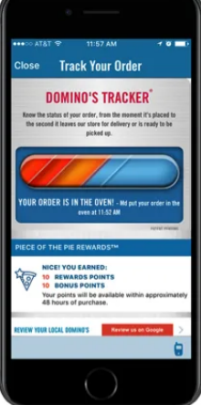 AT&T 11:57 AM
Close Track Your Order
DOMINO'S TRACKER®
Know the status of your order, from the moment it's placed to
the second it leaves our store for delivery or is ready to be
picked up.
YOUR ORDER IS IN THE OVEN! - Md put your order in the
oven at 11:52 AM
PIECE OF THE PIE REWARDS™
NICE! YOU EARNED:
10 REWARDS POINTS
10 BONUS POINTS
Your points will be available within approximately
48 hours of purchase.
REVIEW YOUR LOCAL DOMINO'S Review us on Google